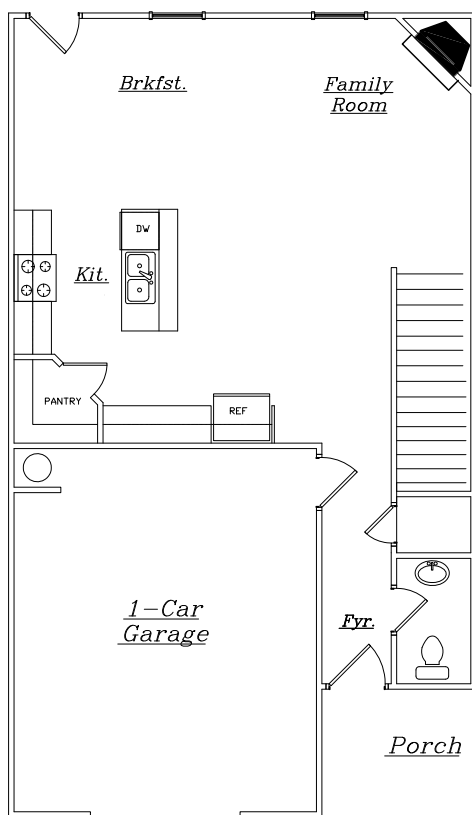 Brkfst.
Family
Room
DW
Kit.
PANTRY
REF
1-Car
Garage
Fyr.
Porch